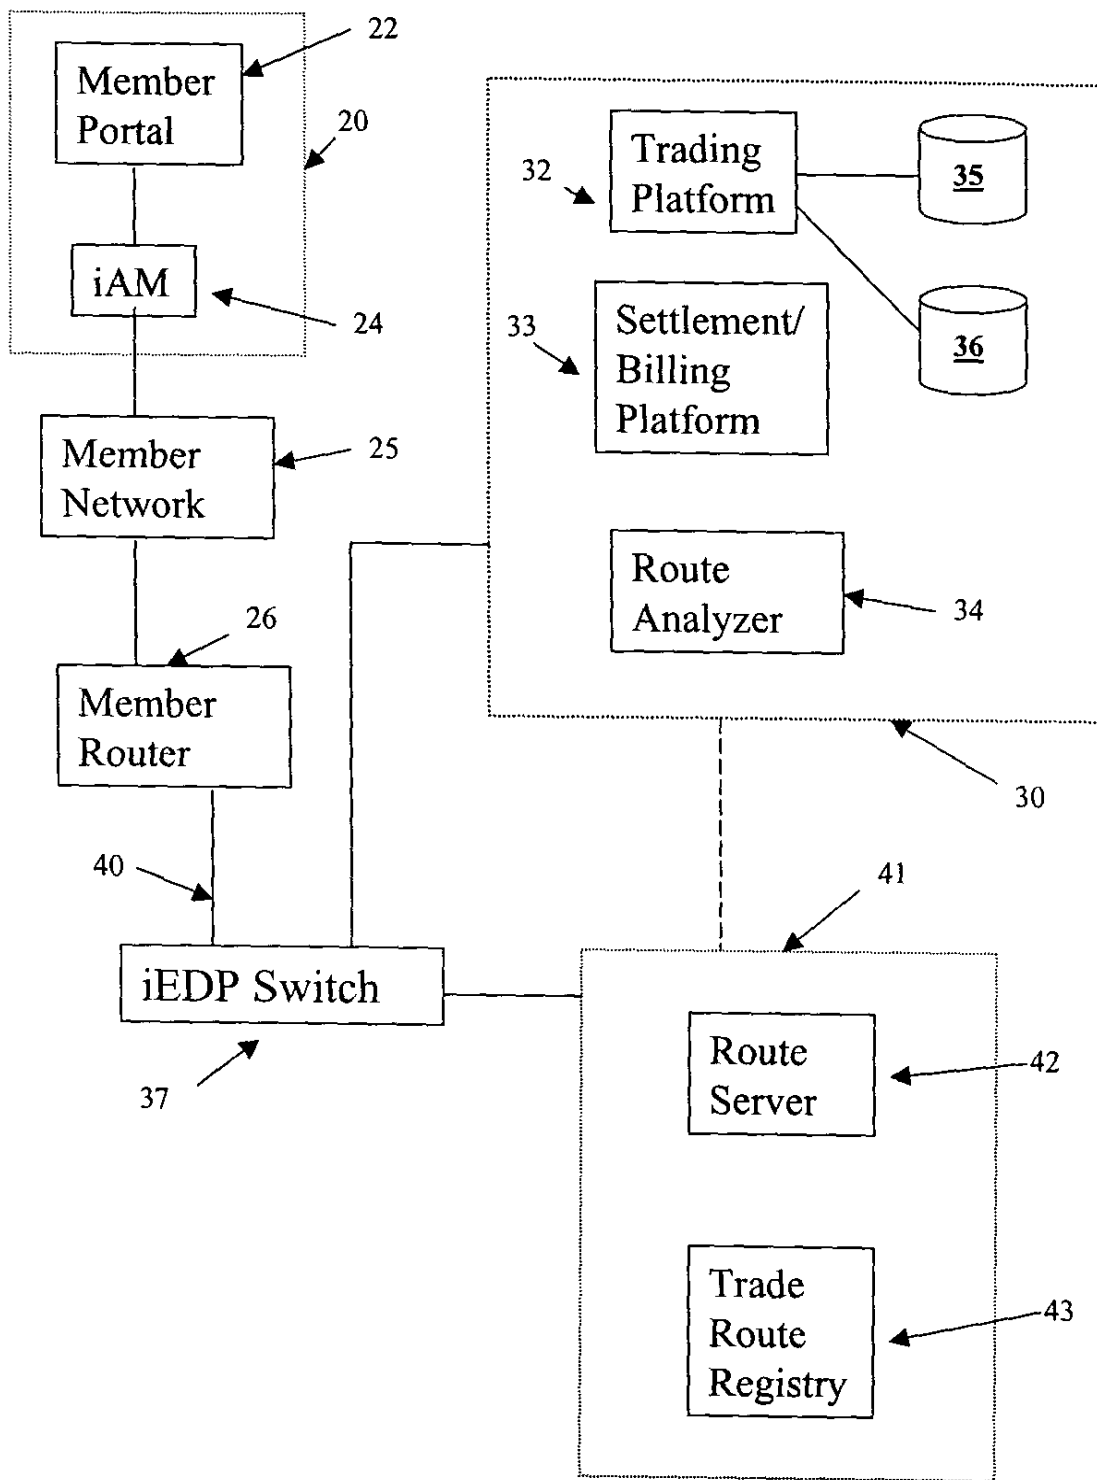 22
Member
Portal
20
iAM
24
Member
Network
25
26
Member
Router
40
iEDP Switch
37
32
Trading
Platform
35
33
Settlement/
Billing
Platform
36
Route
Analyzer
34
30
41
Route
Server
42
Trade
Route
Registry
43